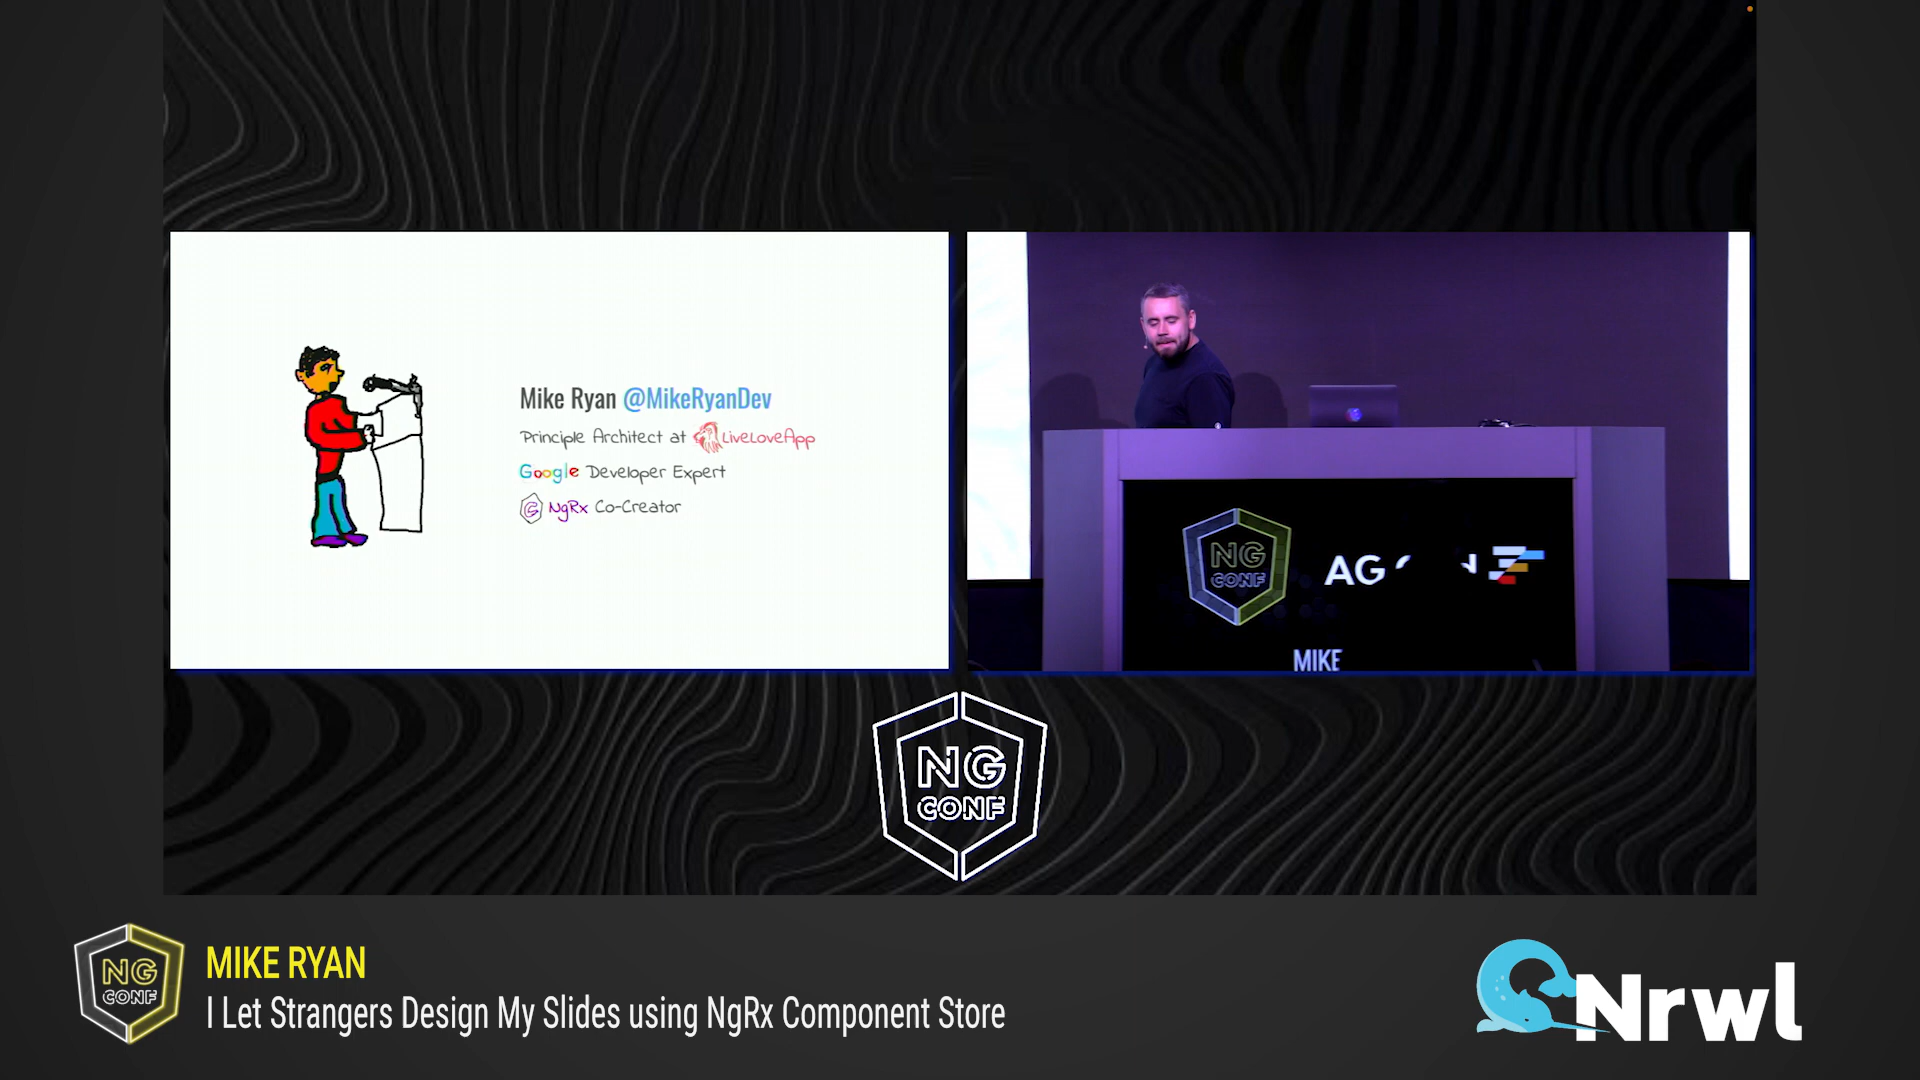 Mike Ryan @MikeRyanDev
Principle Architect at LiveLoveApp
Google Developer Expert
NgRx Co-Creator
NG
CONF
AG
MIKE
NG
CONF
NG
CONF
MIKE RYAN
I Let Strangers Design My Slides using NgRx Component Store
Nrwl